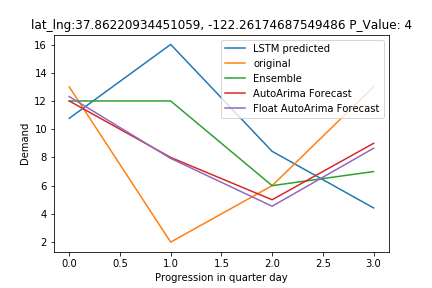 lat_lng:37.86220934451059, -122.26174687549486 P_Value: 4
16
14
12
10
8
6
4
2
Demand
LSTM predicted
original
Ensemble
AutoArima Forecast
Float AutoArima Forecast
0.0 0.5 1.0 1.5 2.0 2.5 3.0
Progression in quarter day